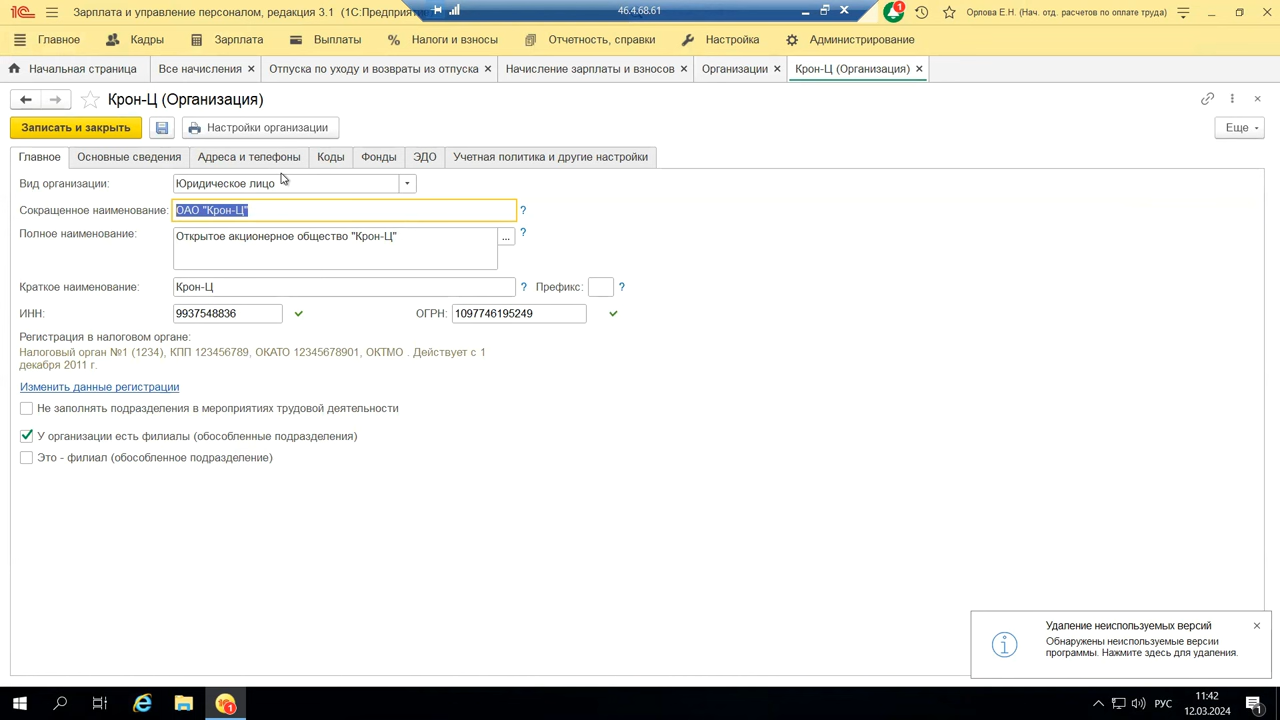 1С Зарплата и управление персоналом, редакция 3.1 (1С:Предприятие
46.4.68.61
1 Орлова Е.Н. (Нач. отд. расчетов по оплате труда)
Главное Кадры Зарплата Выплаты Налоги и взносы Отчетность, справки Настройка Администрирование
Начальная страница Все начисления × Отпуска по уходу и возвраты из отпуска × Начисление зарплаты и взносов × Организации × Крон-Ц (Организация) ×
Крон-Ц (Организация)
Записать и закрыть Настройки организации Еще
Главное Основные сведения Адреса и телефоны Коды Фонды ЭДО Учетная политика и другие настройки
Вид организации: Юридическое лицо
Сокращенное наименование: ОАО "Крон-Ц" ?
Полное наименование: Открытое акционерное общество "Крон-Ц" ... ?
Краткое наименование: Крон-Ц ? Префикс: ?
ИНН: 9937548836 ОГРН: 1097746195249
Регистрация в налоговом органе:
Налоговый орган №1 (1234), КПП 123456789, ОКАТО 12345678901, ОКТМО . Действует с 1
декабря 2011 г.
Изменить данные регистрации
Не заполнять подразделения в мероприятиях трудовой деятельности
У организации есть филиалы (обособленные подразделения)
Это - филиал (обособленное подразделение)
Удаление неиспользуемых версий
Обнаружены неиспользуемые версии
программы. Нажмите здесь для удаления.
РУС
11:42
12.03.2024
1
1